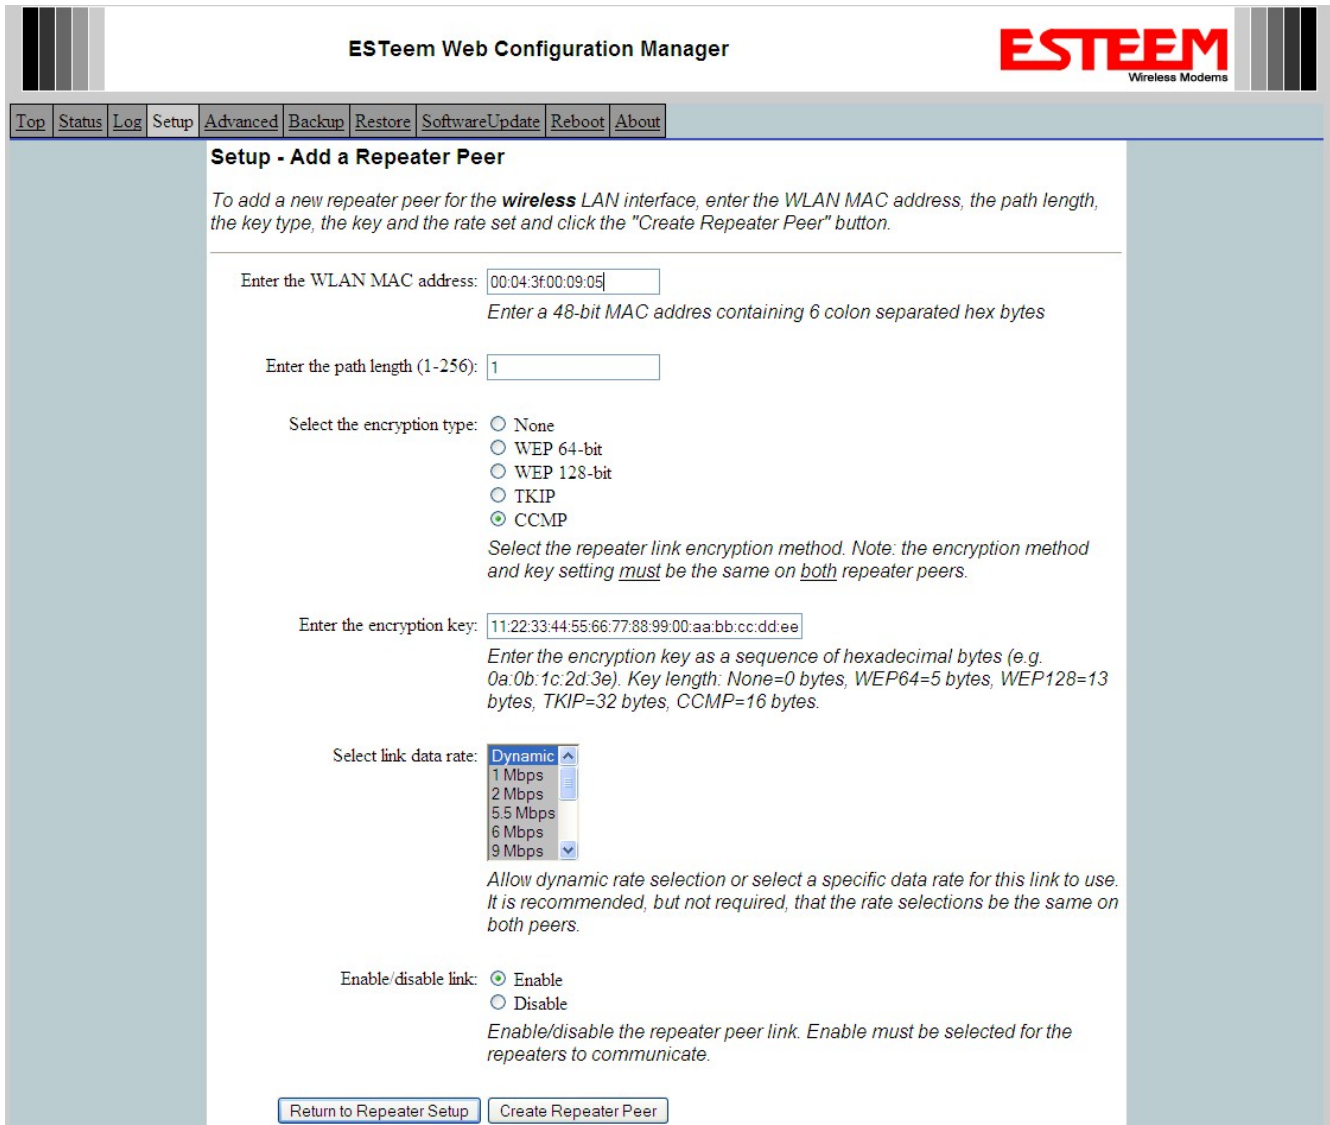 ESTeem Web Configuration Manager
ESTEEM
Wireless Modems
Top Status Log Setup Advanced Backup Restore SoftwareUpdate Reboot About
Setup - Add a Repeater Peer
To add a new repeater peer for the wireless LAN interface, enter the WLAN MAC address, the path length,
the key type, the key and the rate set and click the "Create Repeater Peer" button.
Enter the WLAN MAC address: 00:04:3f:00:09:05
Enter a 48-bit MAC addres containing 6 colon separated hex bytes
Enter the path length (1-256): 1
Select the encryption type: None
WEP 64-bit
WEP 128-bit
TKIP
CCMP
Select the repeater link encryption method. Note: the encryption method
and key setting must be the same on both repeater peers.
Enter the encryption key: 11:22:33:44:55:66:77:88:99:00:aa:bb:cc:dd:ee
Enter the encryption key as a sequence of hexadecimal bytes (e.g.
0a:0b:1c:2d:3e). Key length: None=0 bytes, WEP64=5 bytes, WEP128=13
bytes, TKIP=32 bytes, CCMP=16 bytes.
Select link data rate: Dynamic
1 Mbps
2 Mbps
5.5 Mbps
6 Mbps
9 Mbps
Allow dynamic rate selection or select a specific data rate for this link to use.
It is recommended, but not required, that the rate selections be the same on
both peers.
Enable/disable link: Enable
Disable
Enable/disable the repeater peer link. Enable must be selected for the
repeaters to communicate.
Return to Repeater Setup Create Repeater Peer